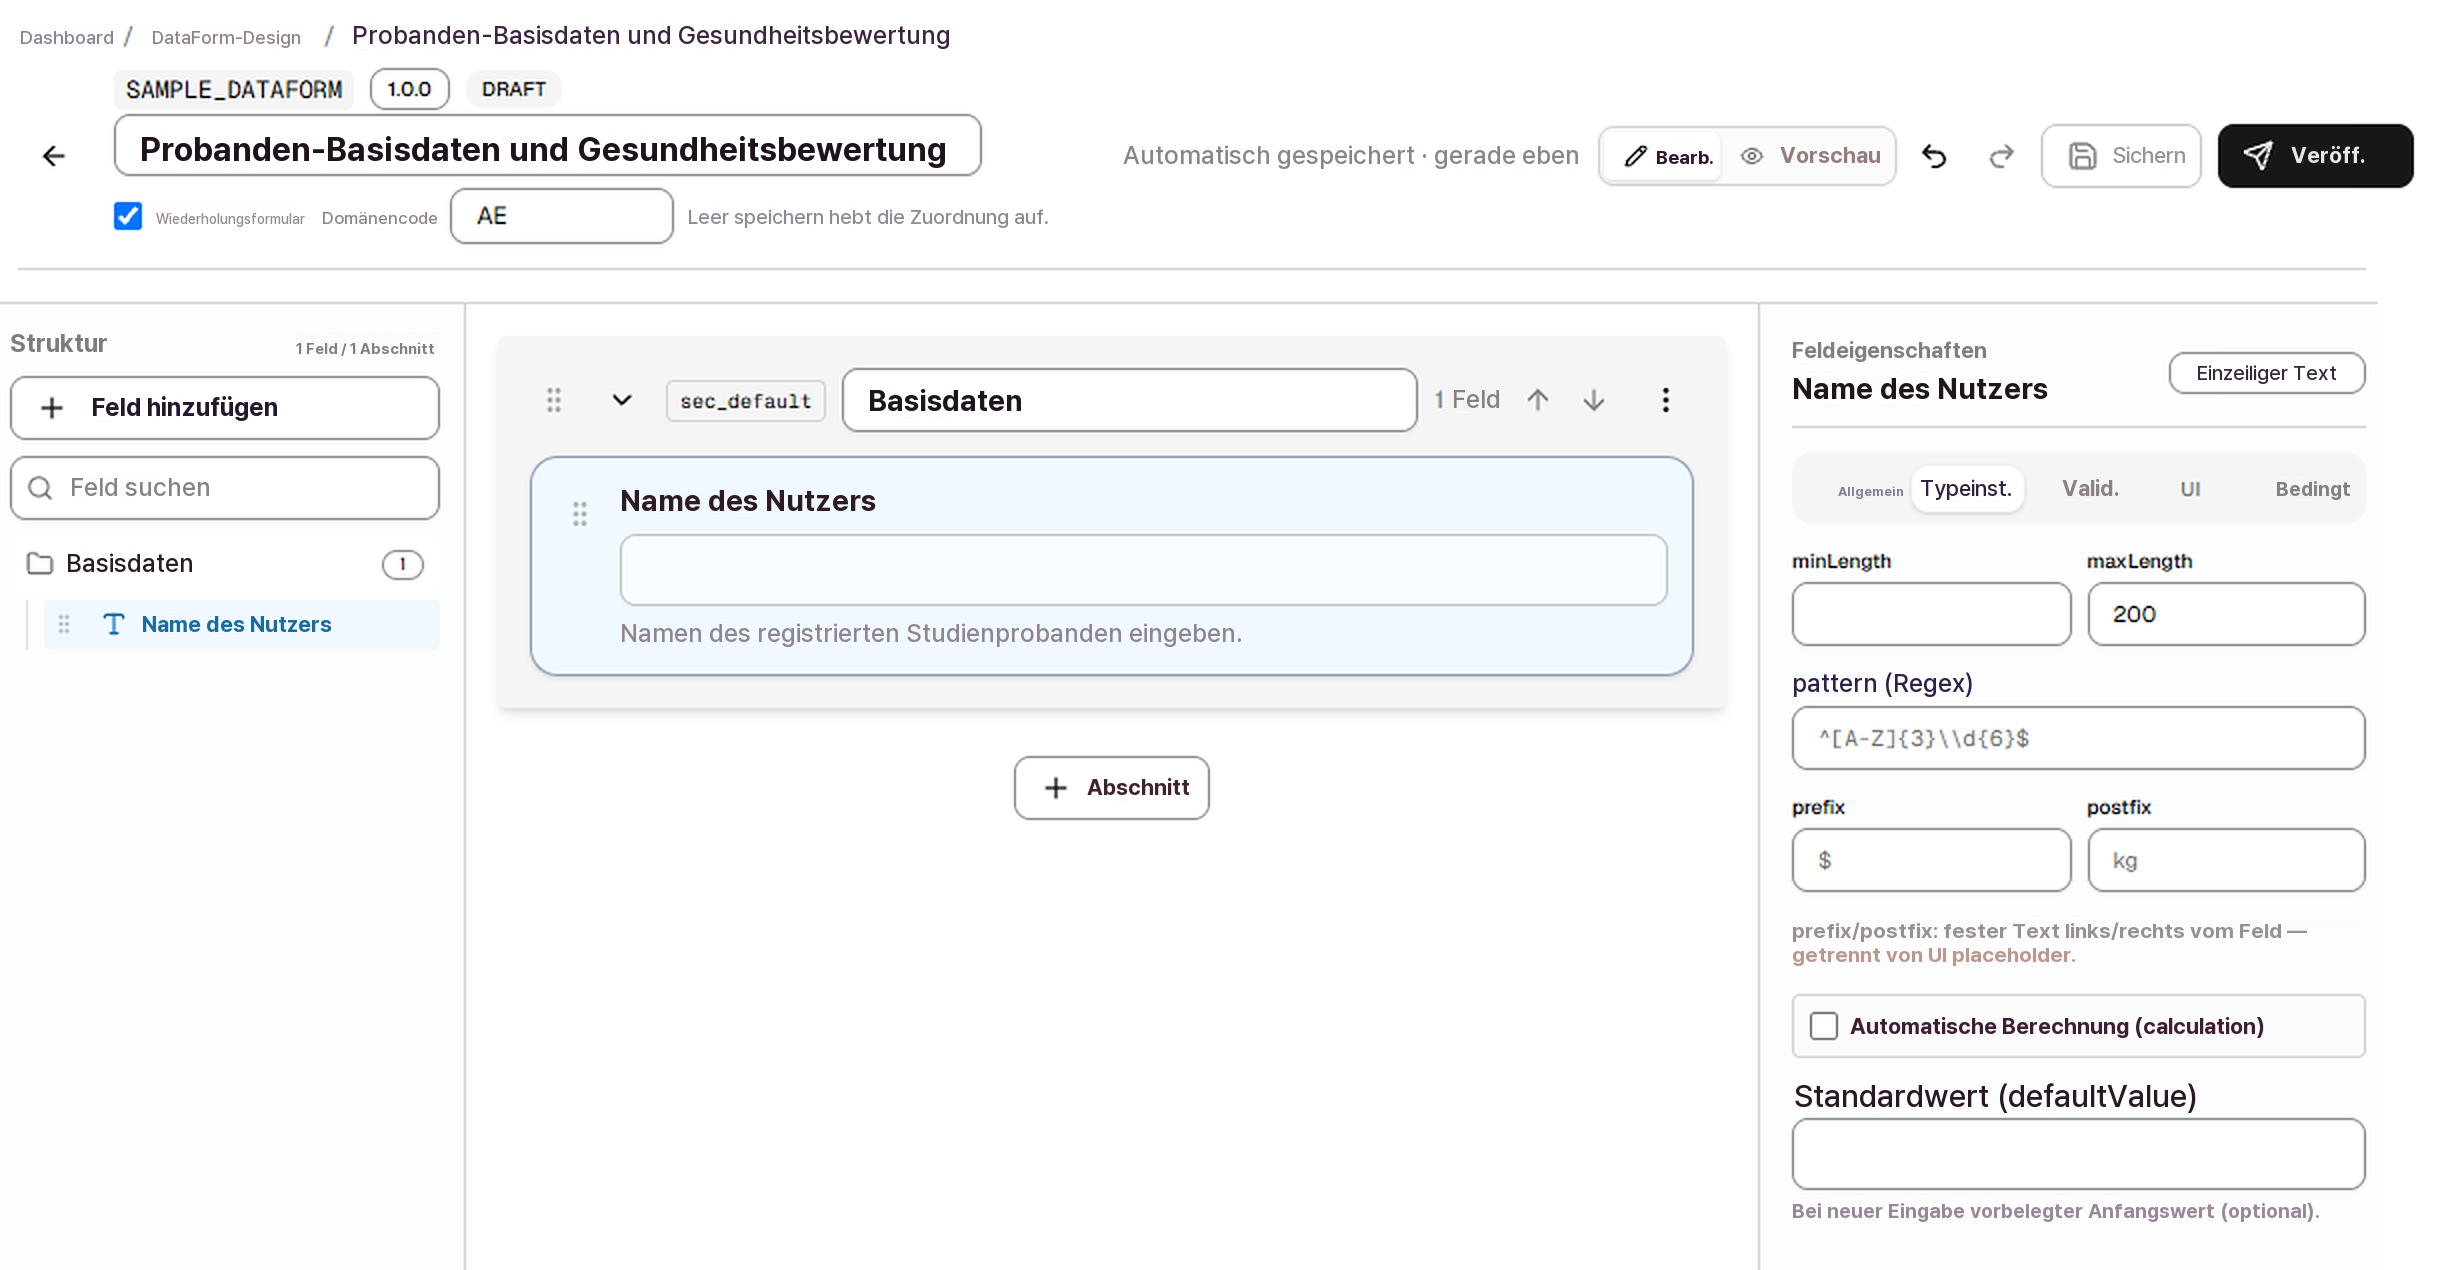 Dashboard / DataForm-Design / Probanden-Basisdaten und Gesundheitsbewertung
SAMPLE_DATAFORM 1.0.0 DRAFT
Probanden-Basisdaten und Gesundheitsbewertung
Automatisch gespeichert · gerade eben
Bearb. Vorschau
Sichern
Veröff.
Wiederholungsformular Domänencode AE Leer speichern hebt die Zuordnung auf.
Struktur 1 Feld / 1 Abschnitt
Feld hinzufügen
Feld suchen
Basisdaten 1
Name des Nutzers
sec_default Basisdaten 1 Feld
Name des Nutzers
Namen des registrierten Studienprobanden eingeben.
Abschnitt
Feldeigenschaften
Name des Nutzers
Einzeiliger Text
Allgemein Typeinst. Valid. UI Bedingt
minLength maxLength
200
pattern (Regex)
^[A-Z]{3}\\d{6}$
prefix postfix
$ kg
prefix/postfix: fester Text links/rechts vom Feld —
getrennt von UI placeholder.
Automatische Berechnung (calculation)
Standardwert (defaultValue)
Bei neuer Eingabe vorbelegter Anfangswert (optional).